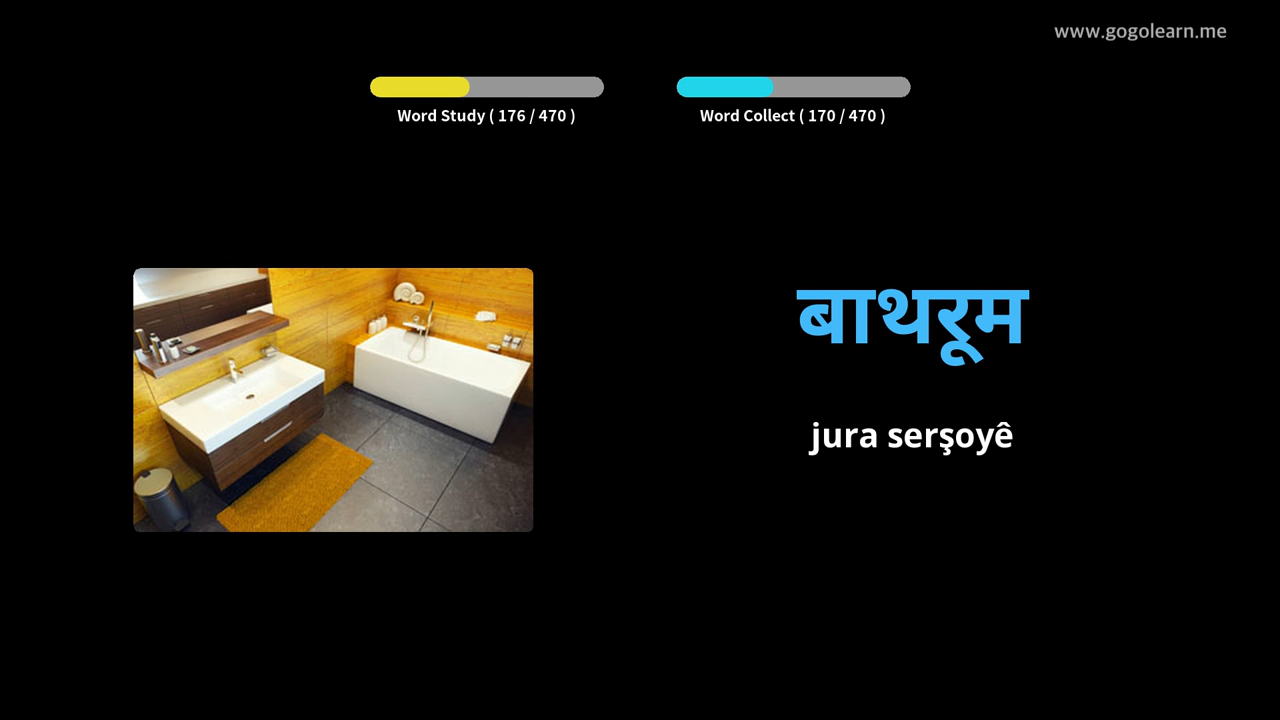 www.gogolearn.me
Word Study ( 176 / 470 )
Word Collect ( 170 / 470 )
बाथरूम
jura serşoyê